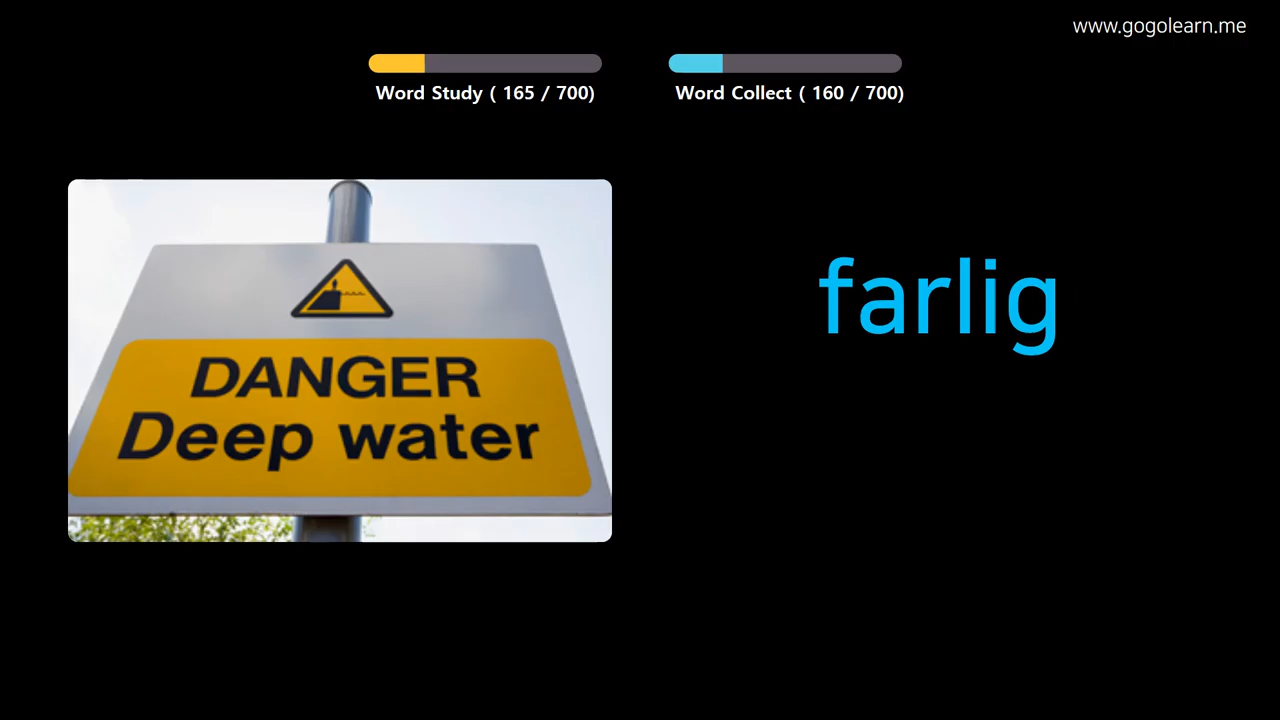 www.gogolearn.me
Word Study ( 165 / 700)
Word Collect ( 160 / 700)
DANGER
Deep water
farlig